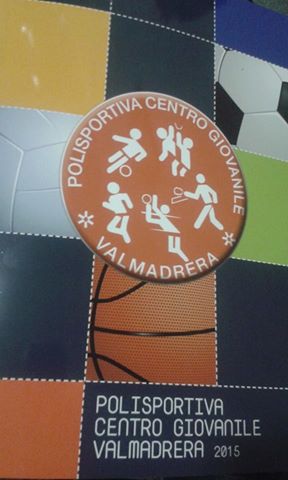 POLISPORTIVA CENTRO GIOVANILE
VALMADRERA
POLISPORTIVA
CENTRO GIOVANILE
VALMADRERA 2015